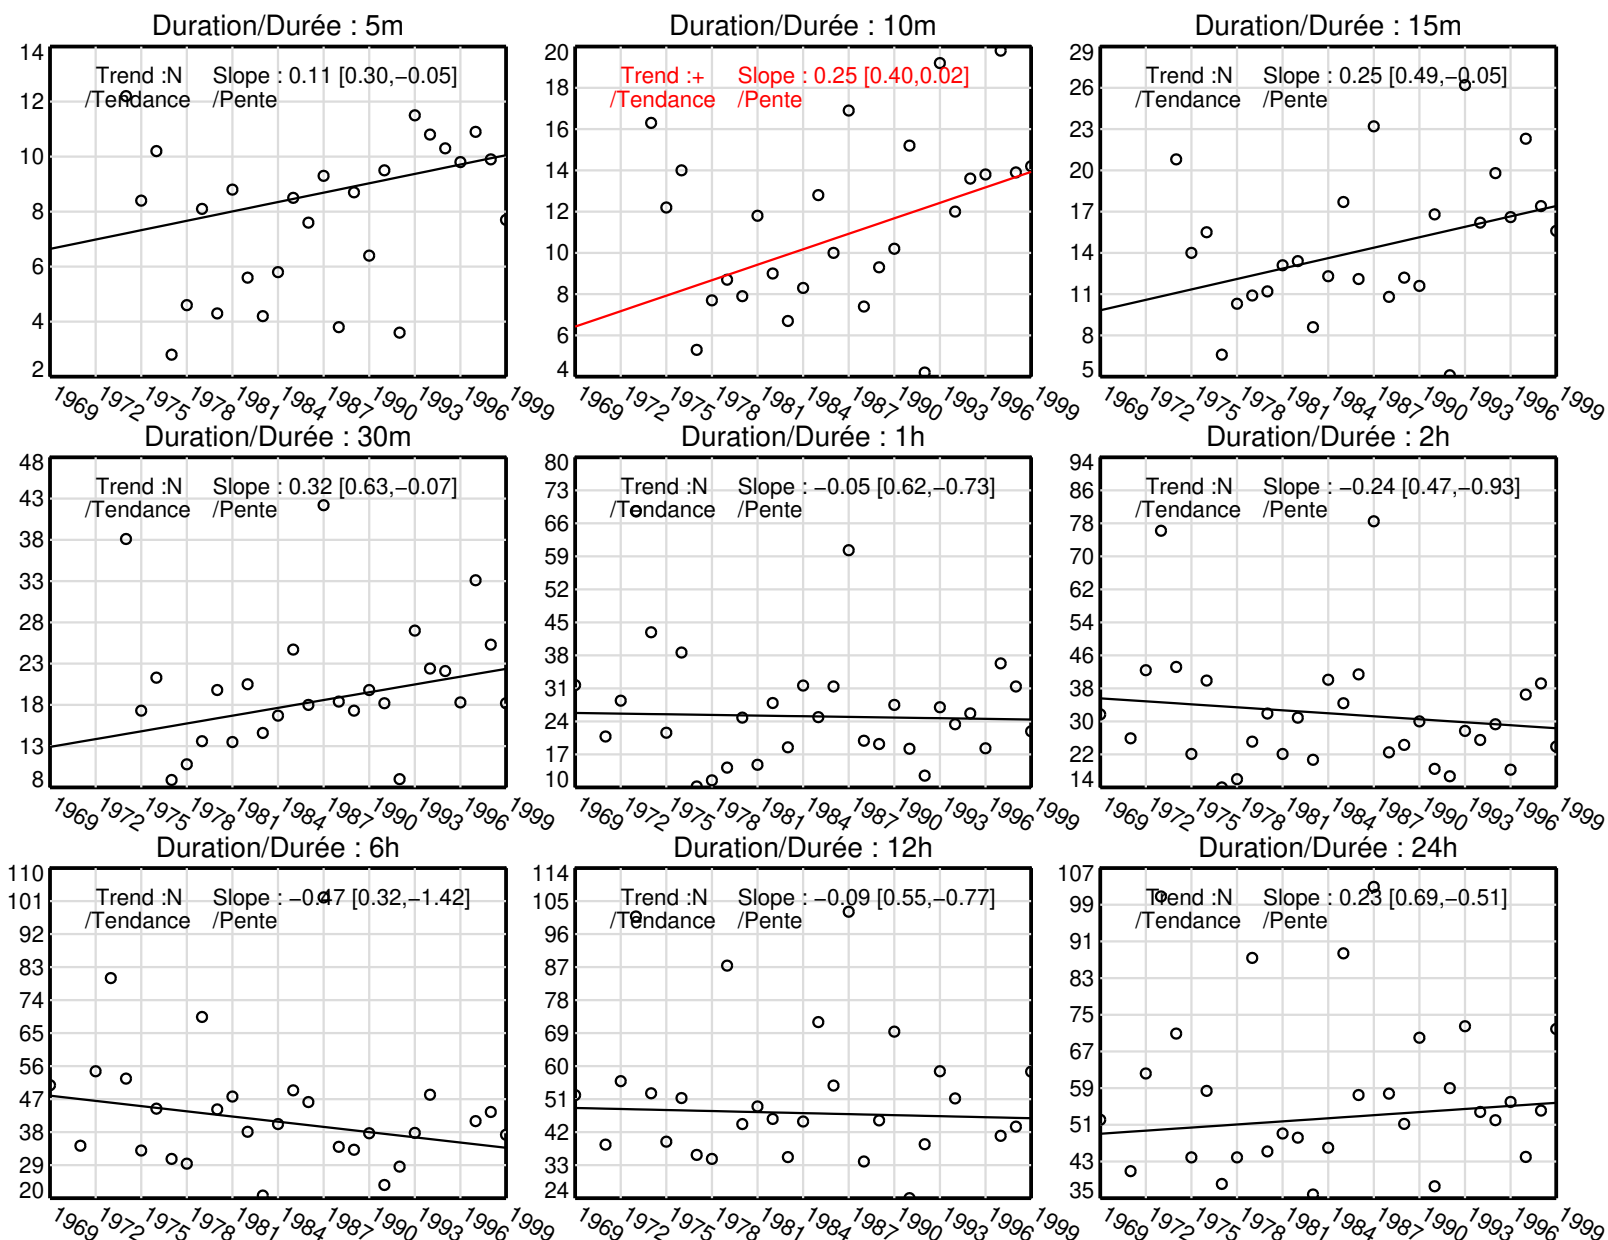 Duration/Durée : 5m
Trend :N Slope : 0.11 [0.30,−0.05]
/Tendance /Pente
14
12
10
8
6
4
2
1969 1972 1975 1978 1981 1984 1987 1990 1993 1996 1999
Duration/Durée : 10m
Trend :+ Slope : 0.25 [0.40,0.02]
/Tendance /Pente
20
18
16
14
12
10
8
6
4
1969 1972 1975 1978 1981 1984 1987 1990 1993 1996 1999
Duration/Durée : 15m
Trend :N Slope : 0.25 [0.49,−0.05]
/Tendance /Pente
29
26
23
20
17
14
11
8
5
1969 1972 1975 1978 1981 1984 1987 1990 1993 1996 1999
Duration/Durée : 30m
Trend :N Slope : 0.32 [0.63,−0.07]
/Tendance /Pente
48
43
38
33
28
23
18
13
8
1969 1972 1975 1978 1981 1984 1987 1990 1993 1996 1999
Duration/Durée : 1h
Trend :N Slope : −0.05 [0.62,−0.73]
/Tendance /Pente
80
73
66
59
52
45
38
31
24
17
10
1969 1972 1975 1978 1981 1984 1987 1990 1993 1996 1999
Duration/Durée : 2h
Trend :N Slope : −0.24 [0.47,−0.93]
/Tendance /Pente
94
86
78
70
62
54
46
38
30
22
14
1969 1972 1975 1978 1981 1984 1987 1990 1993 1996 1999
Duration/Durée : 6h
Trend :N Slope : −0.47 [0.32,−1.42]
/Tendance /Pente
110
101
92
83
74
65
56
47
38
29
20
1969 1972 1975 1978 1981 1984 1987 1990 1993 1996 1999
Duration/Durée : 12h
Trend :N Slope : −0.09 [0.55,−0.77]
/Tendance /Pente
114
105
96
87
78
69
60
51
42
33
24
1969 1972 1975 1978 1981 1984 1987 1990 1993 1996 1999
Duration/Durée : 24h
Trend :N Slope : 0.23 [0.69,−0.51]
/Tendance /Pente
107
99
91
83
75
67
59
51
43
35
1969 1972 1975 1978 1981 1984 1987 1990 1993 1996 1999